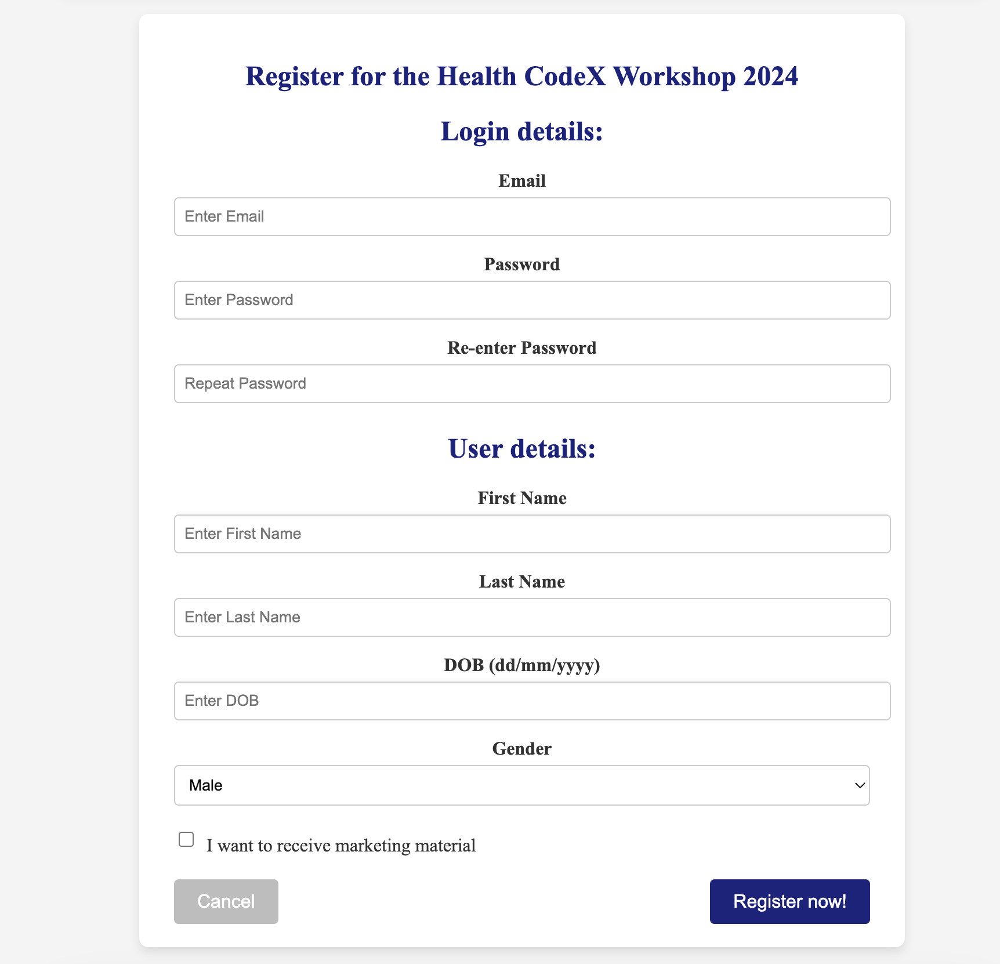 Register for the Health CodeX Workshop 2024
Login details:
Email
Enter Email
Password
Enter Password
Re-enter Password
Repeat Password
User details:
First Name
Enter First Name
Last Name
Enter Last Name
DOB (dd/mm/yyyy)
Enter DOB
Gender
Male
I want to receive marketing material
Cancel
Register now!